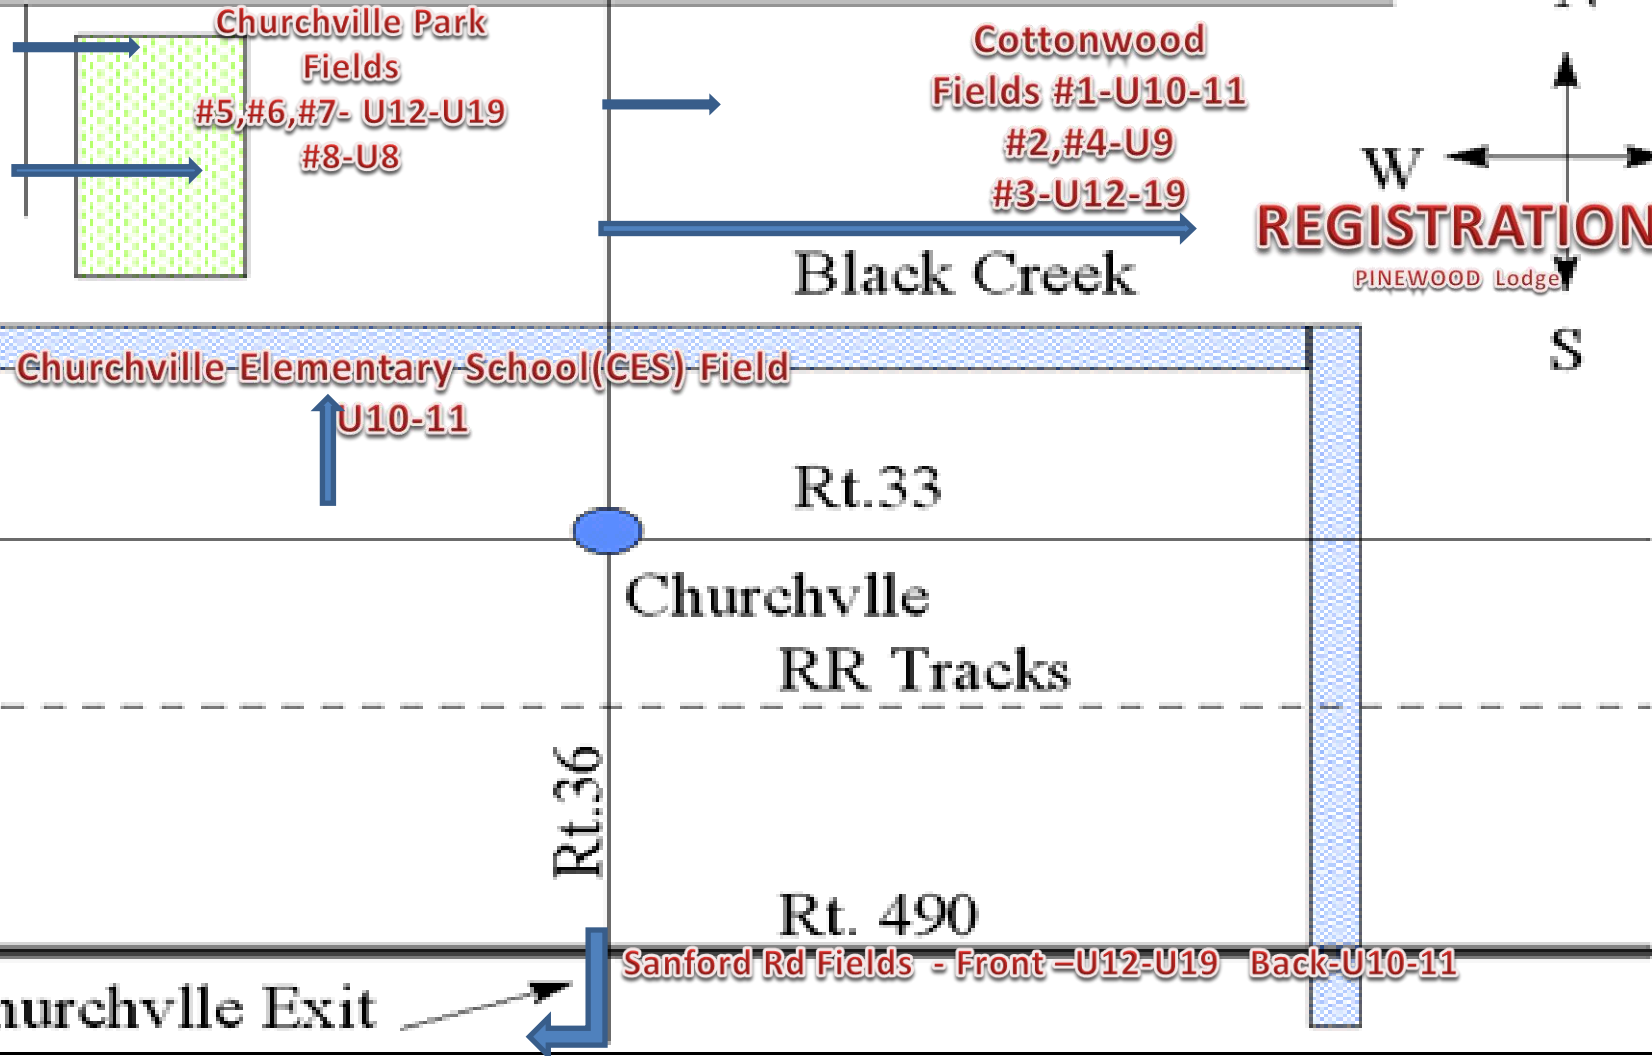 Churchville Park
Fields
#5,#6,#7- U12-U19
#8-U8
Cottonwood
Fields #1-U10-11
#2,#4-U9
#3-U12-19
W
REGISTRATION
PINEWOOD Lodge
S
Black Creek
Churchville Elementary School(CES) Field
U10-11
Rt.33
Churchvlle
RR Tracks
Rt.36
Rt. 490
Sanford Rd Fields - Front –U12-U19 Back-U10-11
hurchvlle Exit